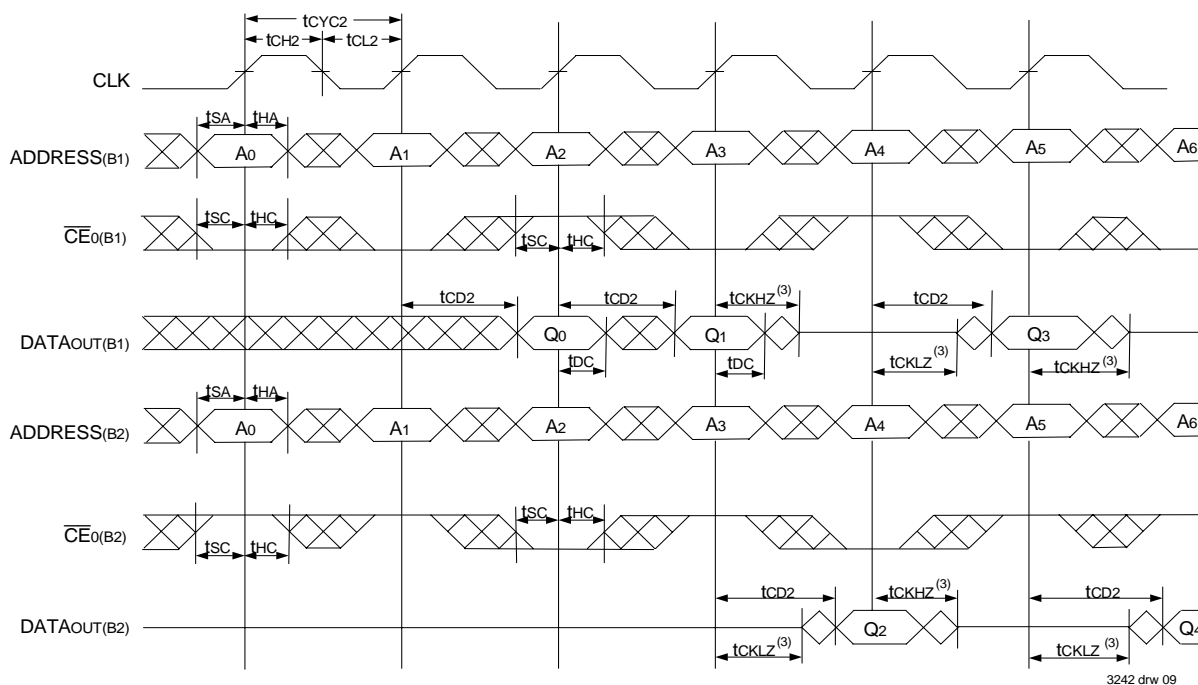 tCYC2
tCH2 tCL2
CLK
tSA tHA
ADDRESS(B1) A0 A1 A2 A3 A4 A5 A6
tSC tHC
CE0(B1)
tSC tHC
tCD2 tCD2 tCKHZ(3) tCD2
DATAOUT(B1) Q0 Q1 Q3
tDC tDC tCKLZ(3) tCKHZ(3)
tSA tHA
ADDRESS(B2) A0 A1 A2 A3 A4 A5 A6
tSC tHC
CE0(B2)
tSC tHC
tCD2 tCKHZ(3) tCD2
DATAOUT(B2) Q2 Q4
tCKLZ(3) tCKLZ(3)
3242 drw 09